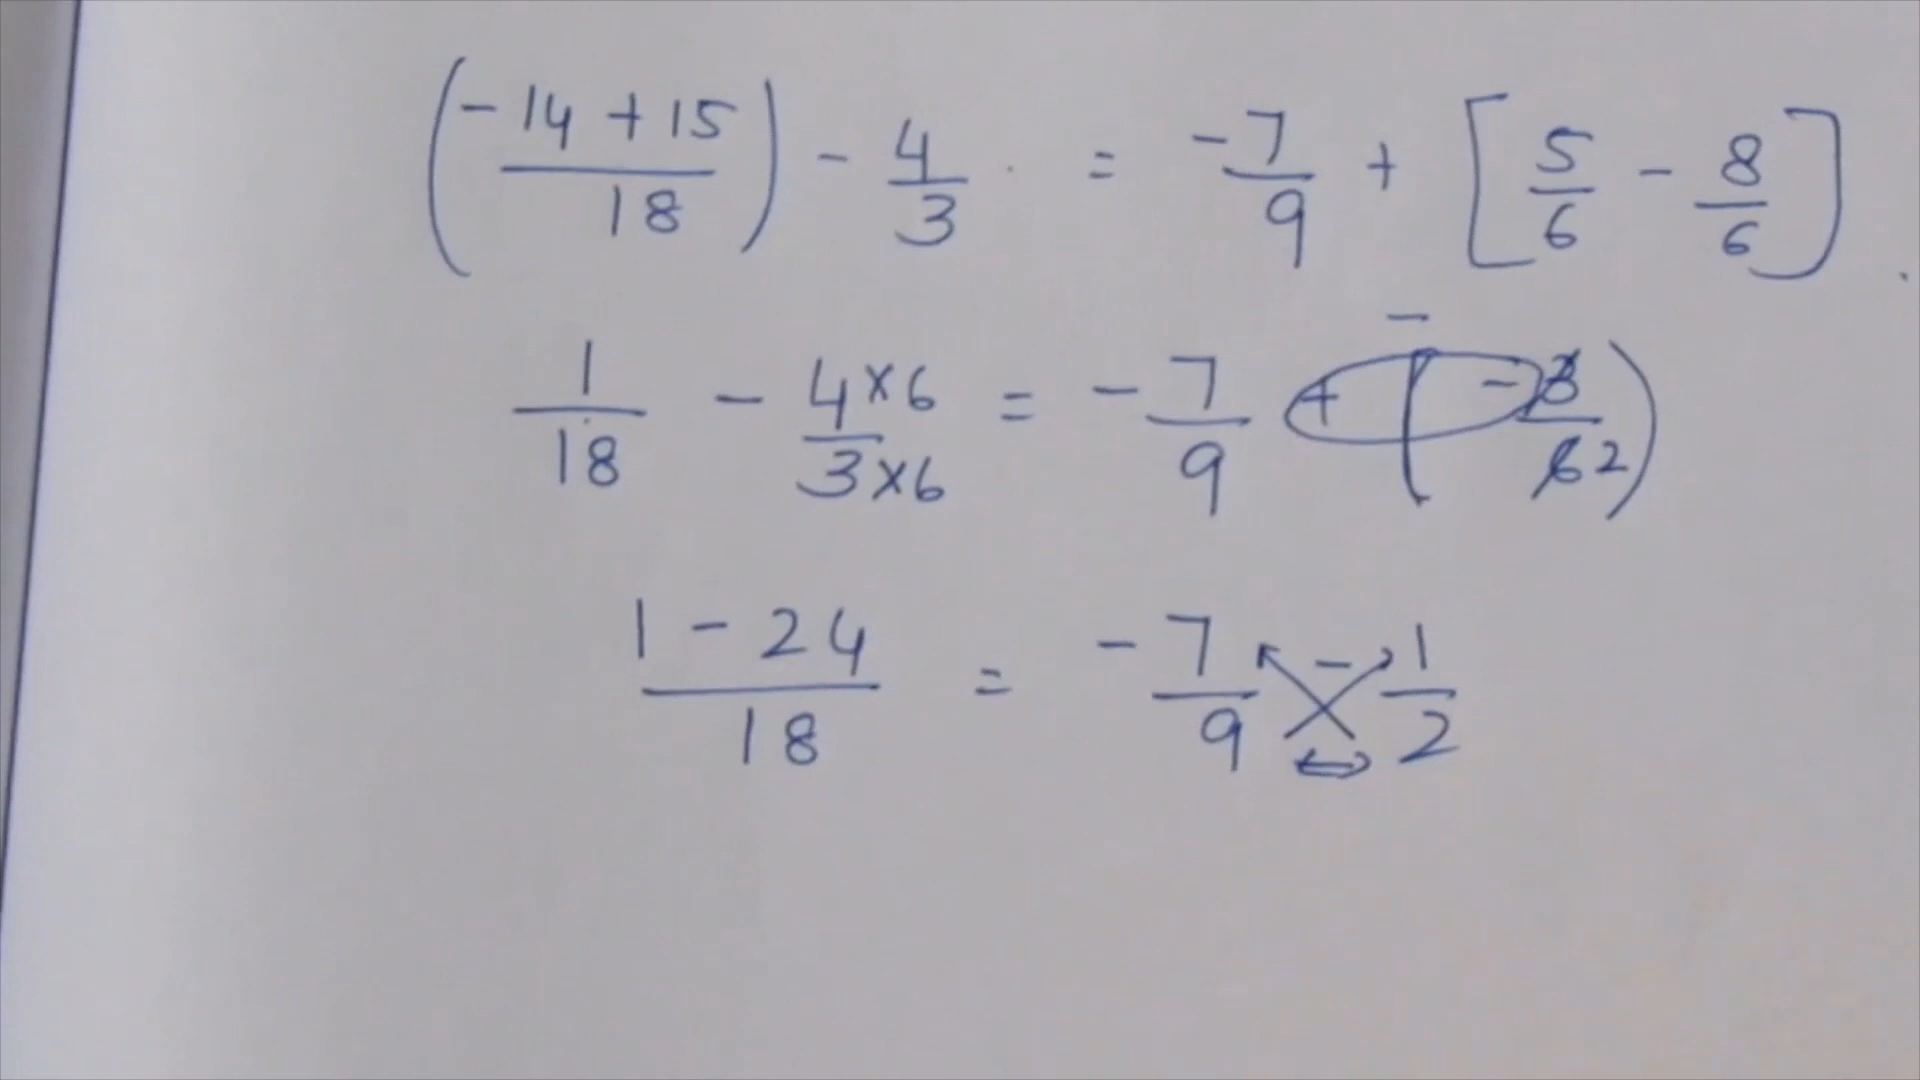 (-14 + 15 / 18) - 4/3 = -7/9 + [5/6 - 8/6]
1/18 - 4×6/3×6 = -7/9 + (-3/6 2)
-
1 - 24 / 18 = -7/9 - 1/2